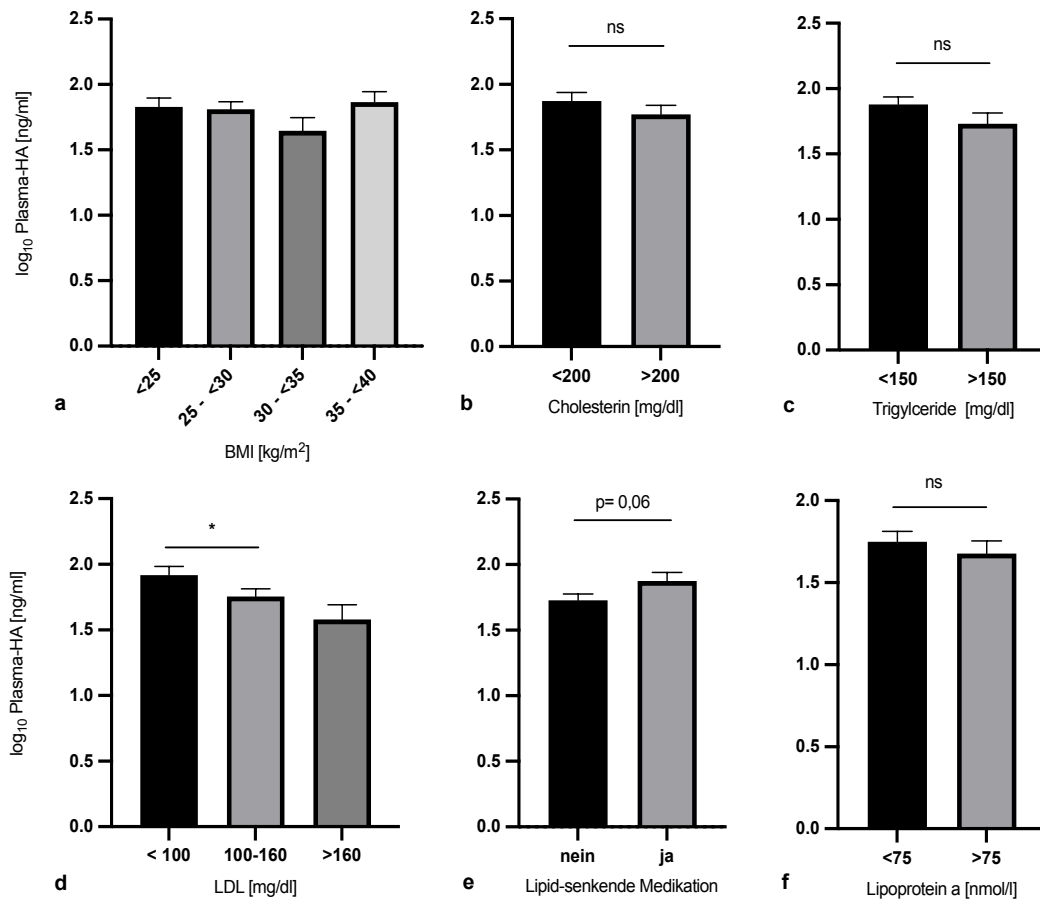 log₁₀ Plasma-HA [ng/ml]
2.5
2.0
1.5
1.0
0.5
0.0
<25
25 - <30
30 - <35
35 - <40
a
BMI [kg/m²]
2.5
2.0
1.5
1.0
0.5
0.0
ns
<200
>200
b
Cholesterin [mg/dl]
2.5
2.0
1.5
1.0
0.5
0.0
ns
<150
>150
c
Trigylceride [mg/dl]
log₁₀ Plasma-HA [ng/ml]
2.5
2.0
1.5
1.0
0.5
0.0
*
< 100
100-160
>160
d
LDL [mg/dl]
2.5
2.0
1.5
1.0
0.5
0.0
p= 0,06
nein
ja
e
Lipid-senkende Medikation
2.0
1.5
1.0
0.5
0.0
ns
<75
>75
f
Lipoprotein a [nmol/l]